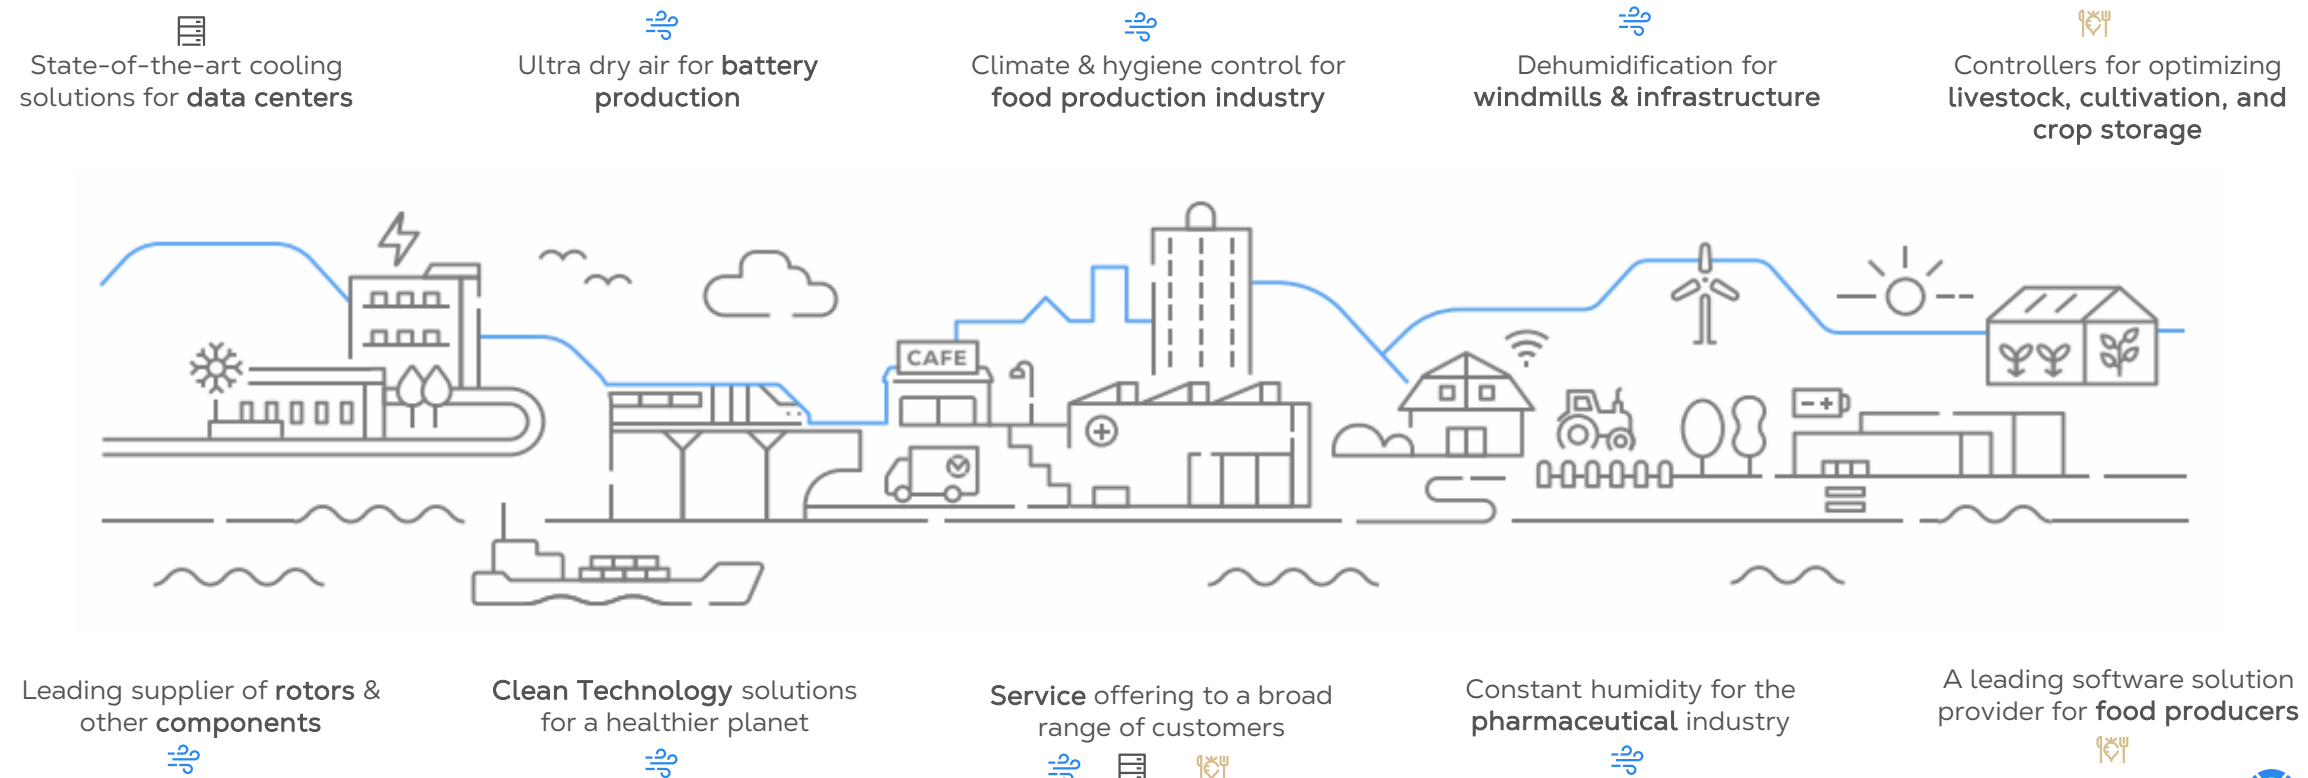 State-of-the-art cooling
solutions for data centers
Ultra dry air for battery
production
Climate & hygiene control for
food production industry
Dehumidification for
windmills & infrastructure
Controllers for optimizing
livestock, cultivation, and
crop storage
CAFE
Leading supplier of rotors &
other components
Clean Technology solutions
for a healthier planet
Service offering to a broad
range of customers
Constant humidity for the
pharmaceutical industry
A leading software solution
provider for food producers